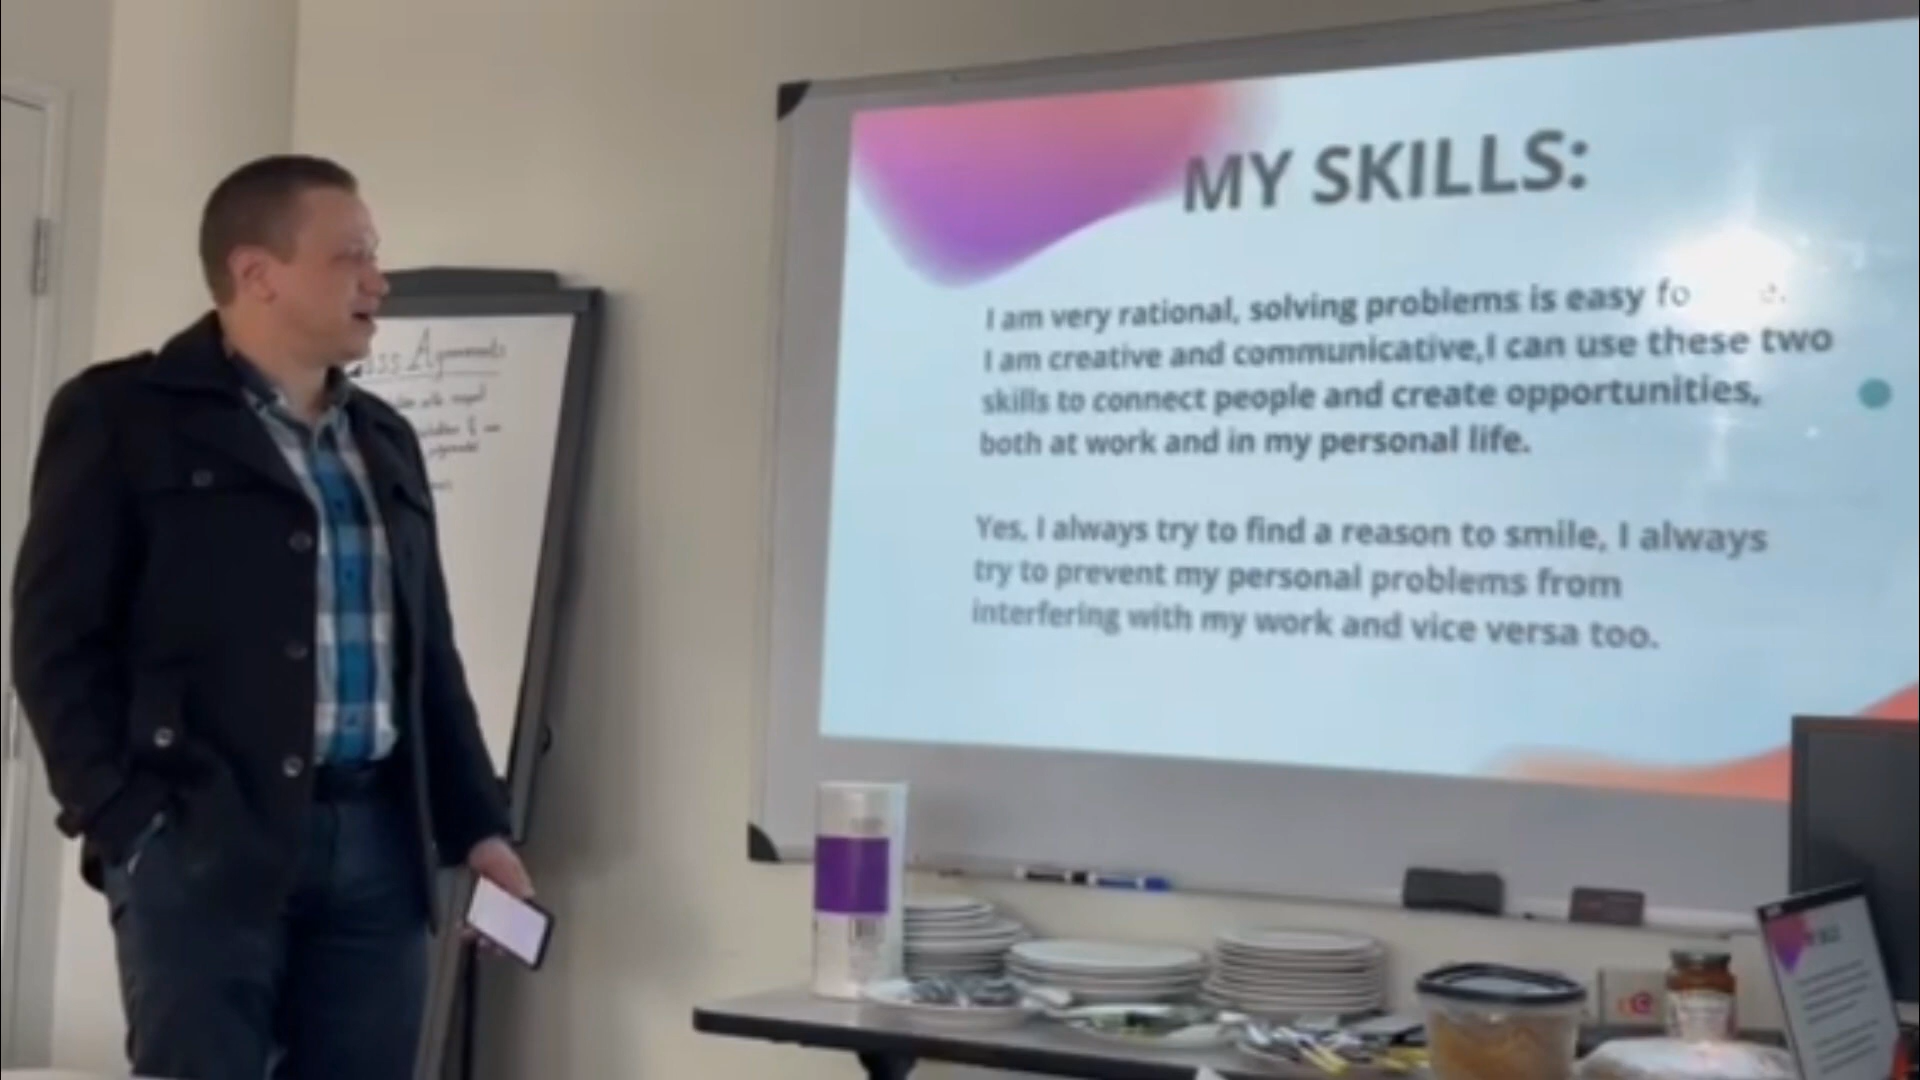 MY SKILLS:
I am very rational, solving problems is easy fo
I am creative and communicative,I can use these two
skills to connect people and create opportunities,
both at work and in my personal life.
Yes, I always try to find a reason to smile, I always
try to prevent my personal problems from
interfering with my work and vice versa too.
Agreements